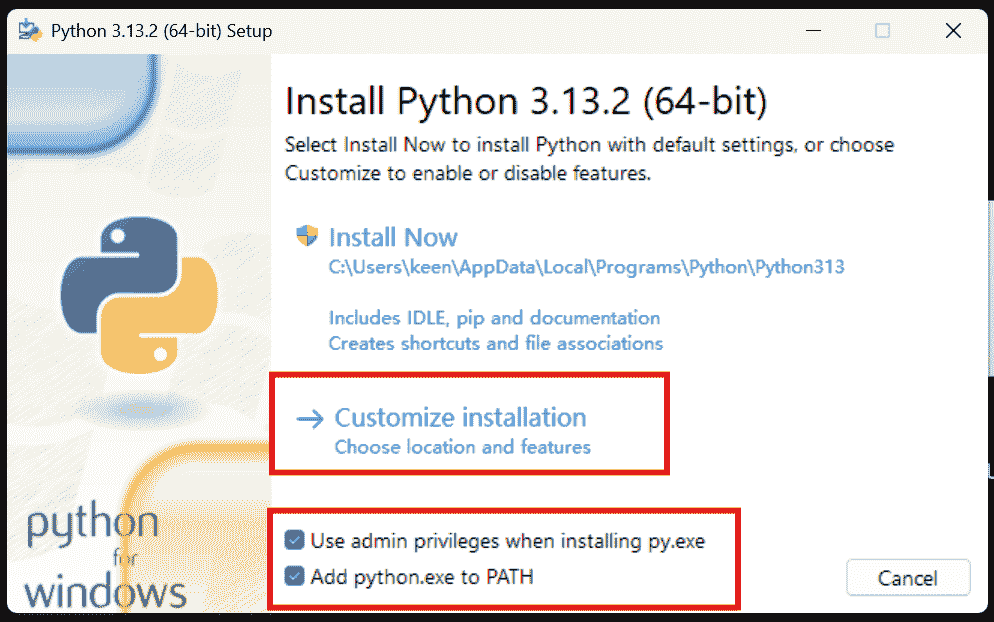 Python 3.13.2 (64-bit) Setup
Install Python 3.13.2 (64-bit)
Select Install Now to install Python with default settings, or choose
Customize to enable or disable features.
Install Now
C:\Users\keen\AppData\Local\Programs\Python\Python313
Includes IDLE, pip and documentation
Creates shortcuts and file associations
Customize installation
Choose location and features
python
for
windows
Use admin privileges when installing py.exe
Add python.exe to PATH
Cancel